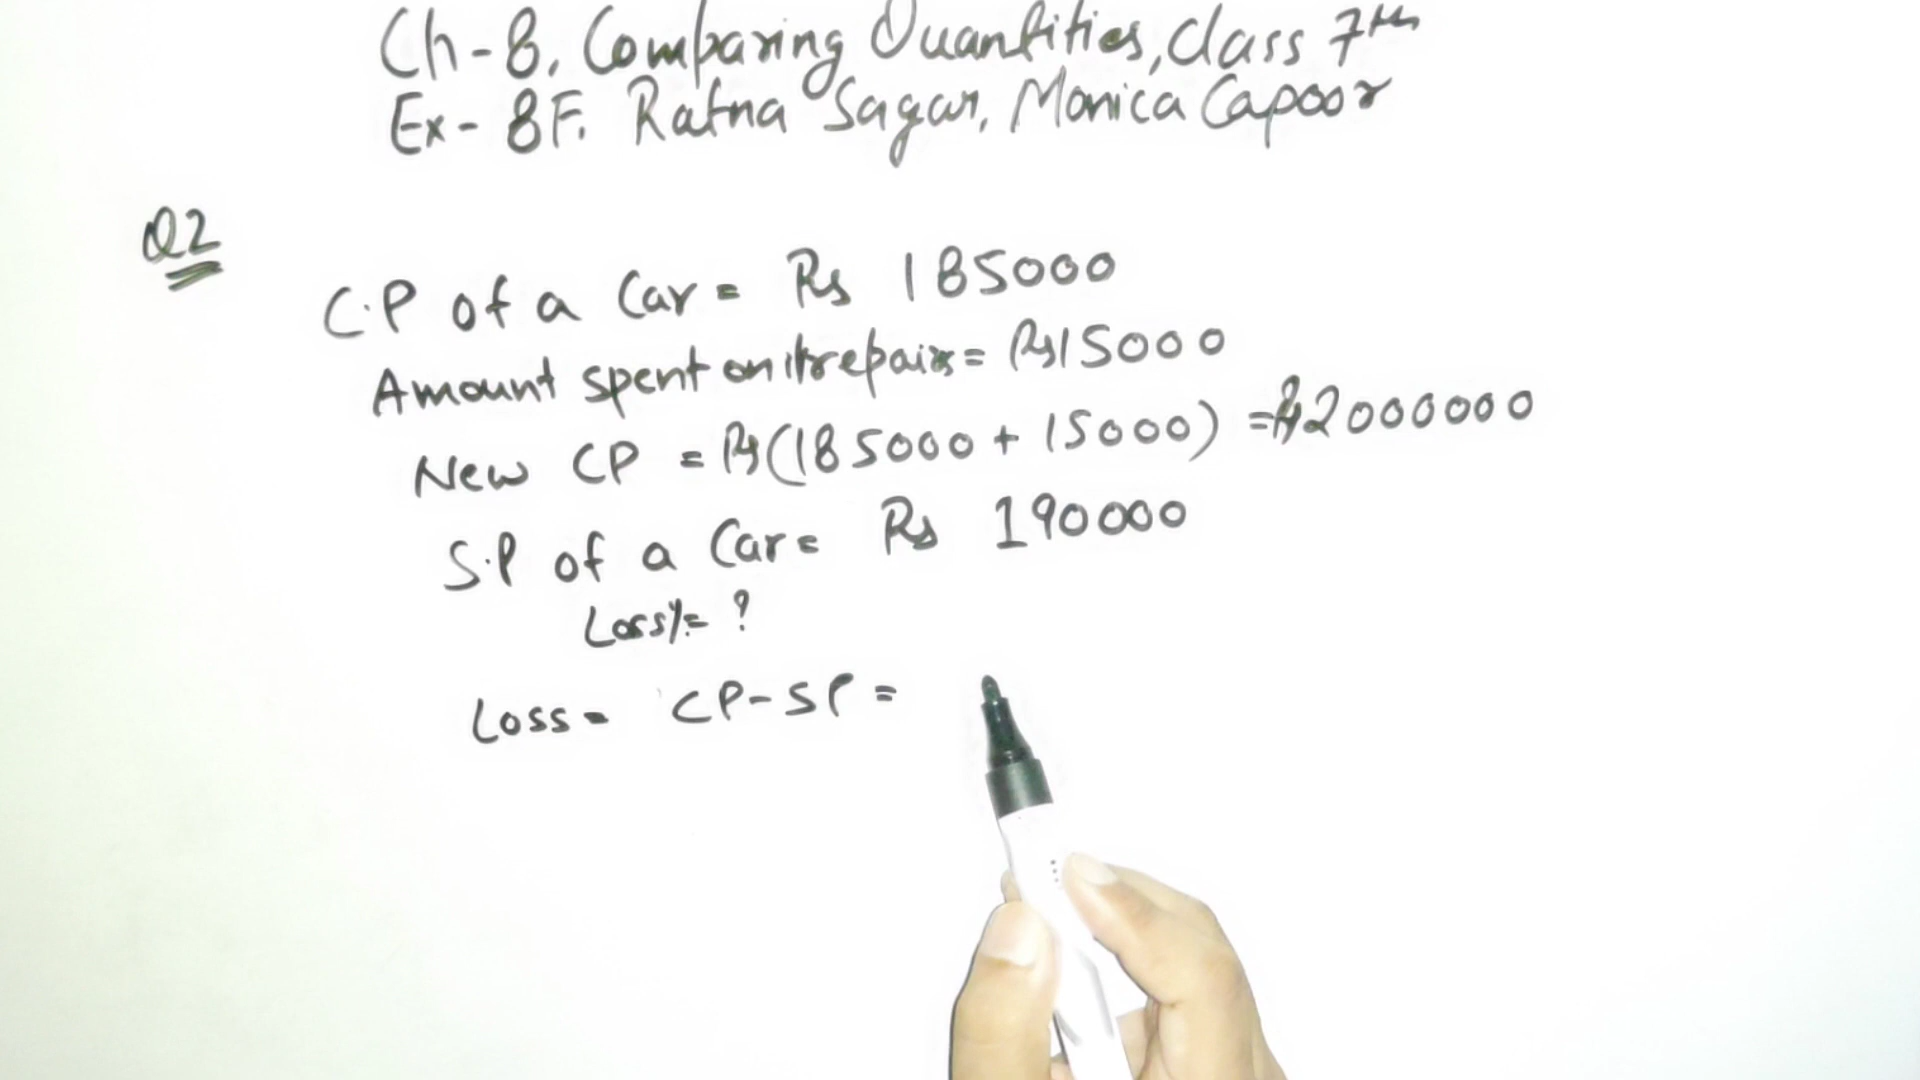 Ch-8. Comparing Quantities, Class 7th
Ex- 8F. Ratna Sagar, Monica Capoor
Q2
C.P of a Car = Rs 185000
Amount spent on its repairs = Rs 15000
New CP = Rs (185000 + 15000) = Rs 2000000
S.P of a Car = Rs 190000
Loss% = ?
Loss = CP - SP =